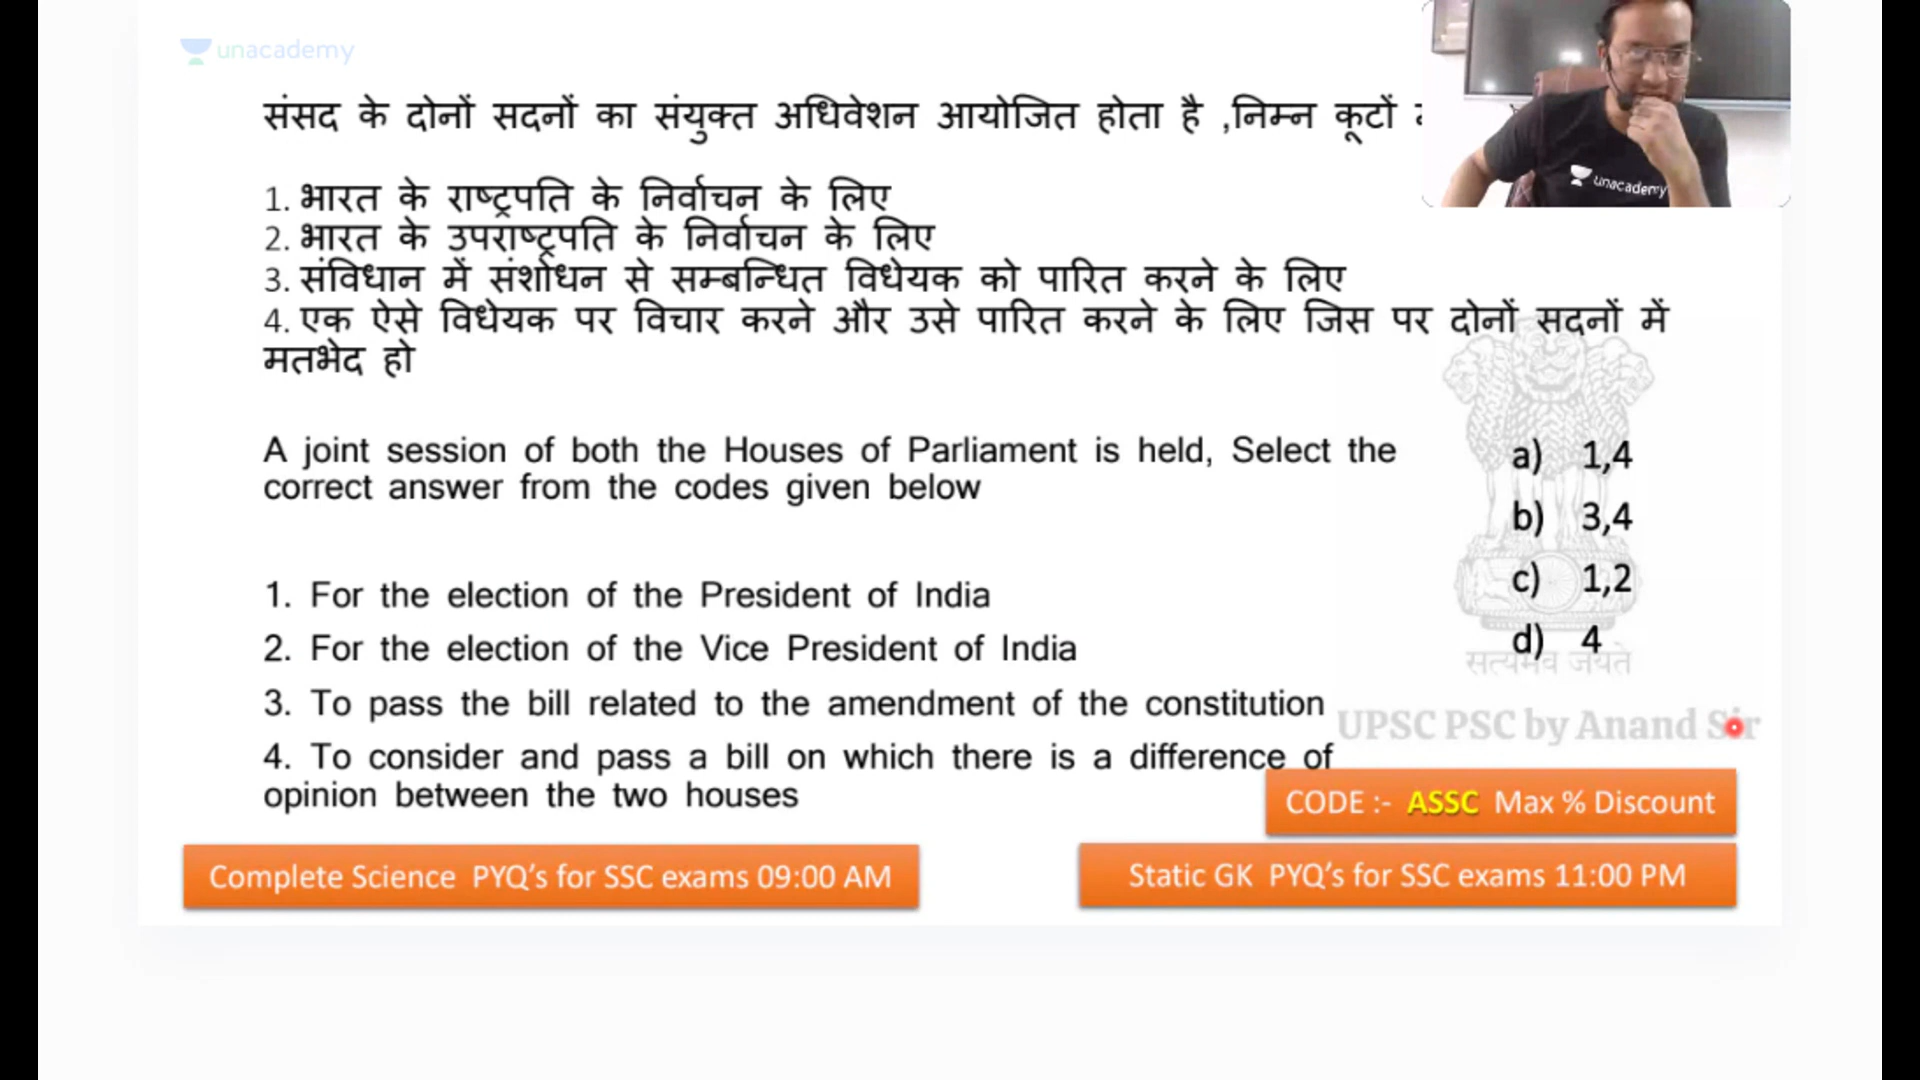 unacademy
संसद के दोनों सदनों का संयुक्त अधिवेशन आयोजित होता है ,निम्न कूटों
unacademy
1. भारत के राष्ट्रपति के निर्वाचन के लिए
2. भारत के उपराष्ट्रपति के निर्वाचन के लिए
3. संविधान में संशोधन से सम्बन्धित विधेयक को पारित करने के लिए
4. एक ऐसे विधेयक पर विचार करने और उसे पारित करने के लिए जिस पर दोनों सदनों में
मतभेद हो
A joint session of both the Houses of Parliament is held, Select the
correct answer from the codes given below
a) 1,4
b) 3,4
c) 1,2
d) 4
सत्यमेव जयते
1. For the election of the President of India
2. For the election of the Vice President of India
3. To pass the bill related to the amendment of the constitution
4. To consider and pass a bill on which there is a difference of
opinion between the two houses
UPSC PSC by Anand Sir
CODE :- ASSC Max % Discount
Complete Science PYQ's for SSC exams 09:00 AM
Static GK PYQ's for SSC exams 11:00 PM